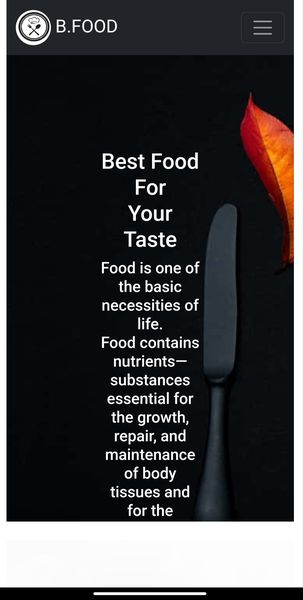 B.FOOD
Best Food
For
Your
Taste
Food is one of
the basic
necessities of
life.
Food contains
nutrients—
substances
essential for
the growth,
repair, and
maintenance
of body
tissues and
for the